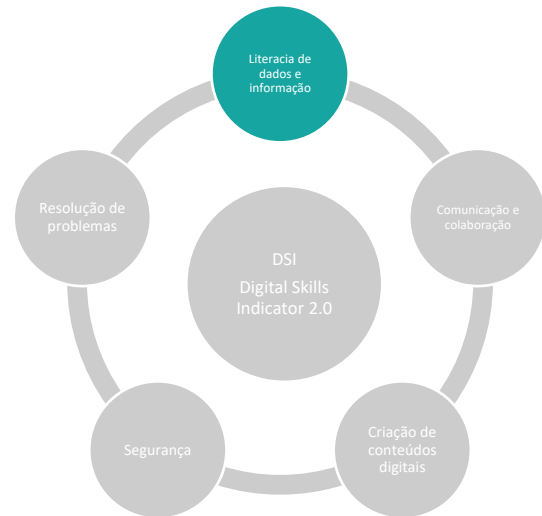 Literacia de
dados e
informação
Resolução de
problemas
Comunicação e
colaboração
DSI
Digital Skills
Indicator 2.0
Segurança
Criação de
conteúdos
digitais